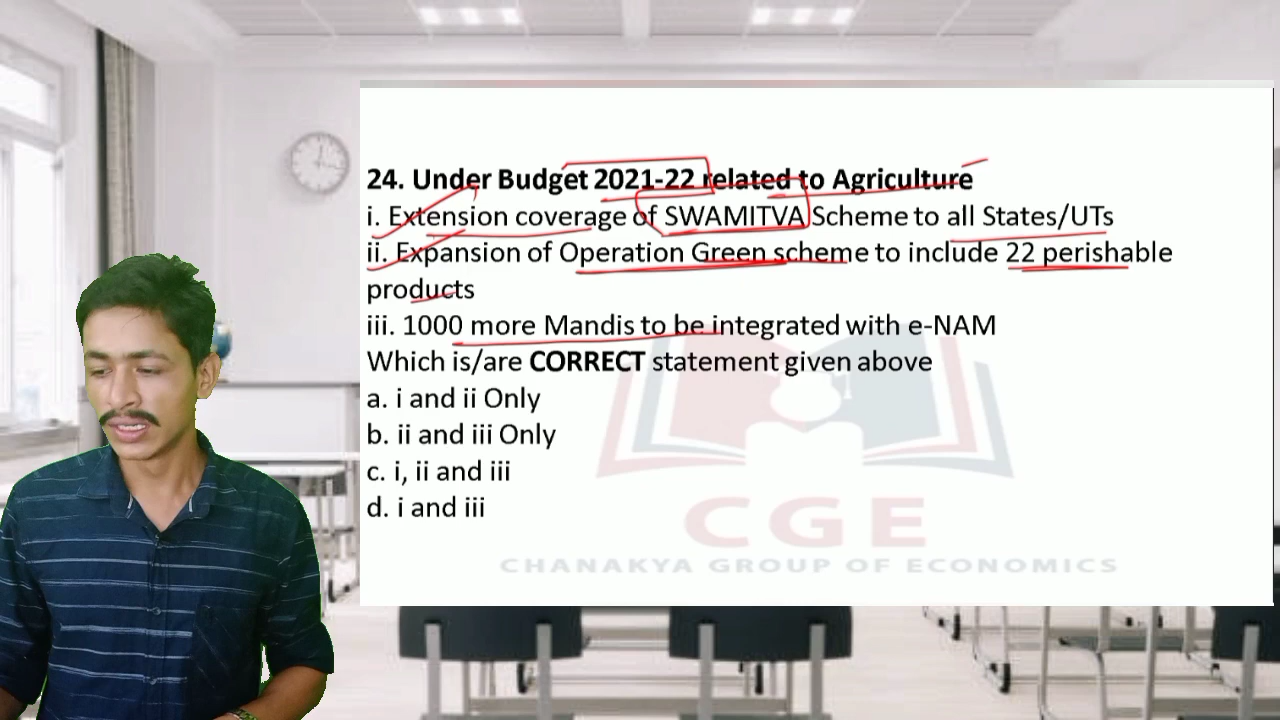 24. Under Budget 2021-22 related to Agriculture
i. Extension coverage of SWAMITVA Scheme to all States/UTs
ii. Expansion of Operation Green scheme to include 22 perishable
products
iii. 1000 more Mandis to be integrated with e-NAM
Which is/are CORRECT statement given above
a. i and ii Only
b. ii and iii Only
c. i, ii and iii
d. i and iii
CGE
CHANAKYA GROUP OF ECONOMICS